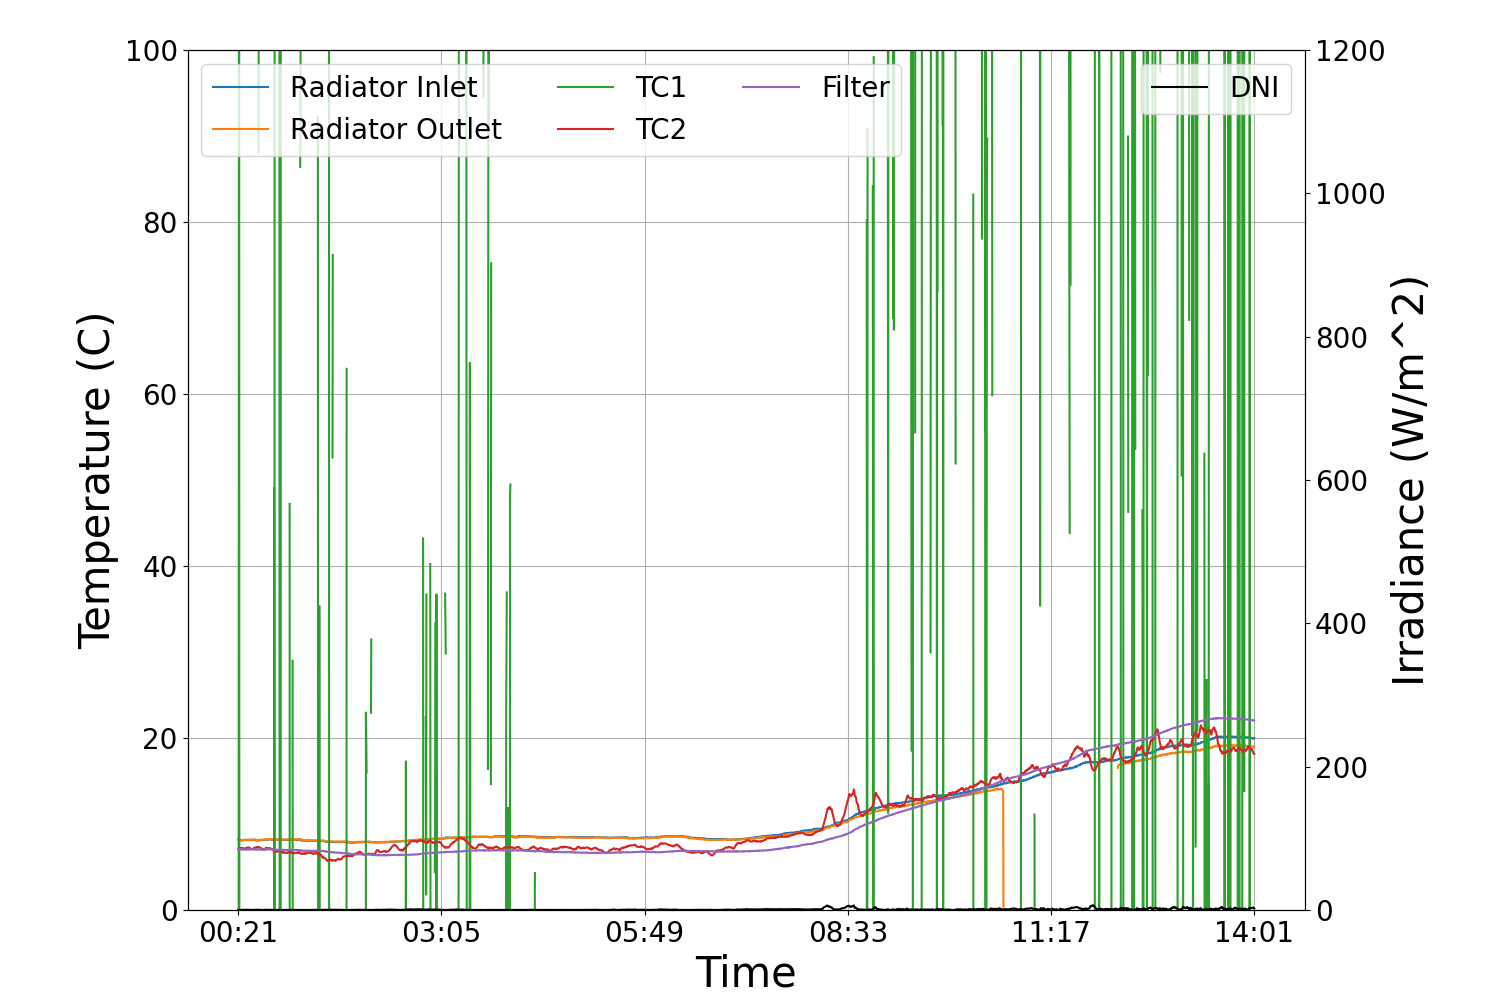 100
80
60
40
20
0
Temperature (C)
Radiator Inlet
Radiator Outlet
TC1
TC2
Filter
DNI
1200
1000
800
600
400
200
0
Irradiance (W/m^2)
00:21 03:05 05:49 08:33 11:17 14:01
Time